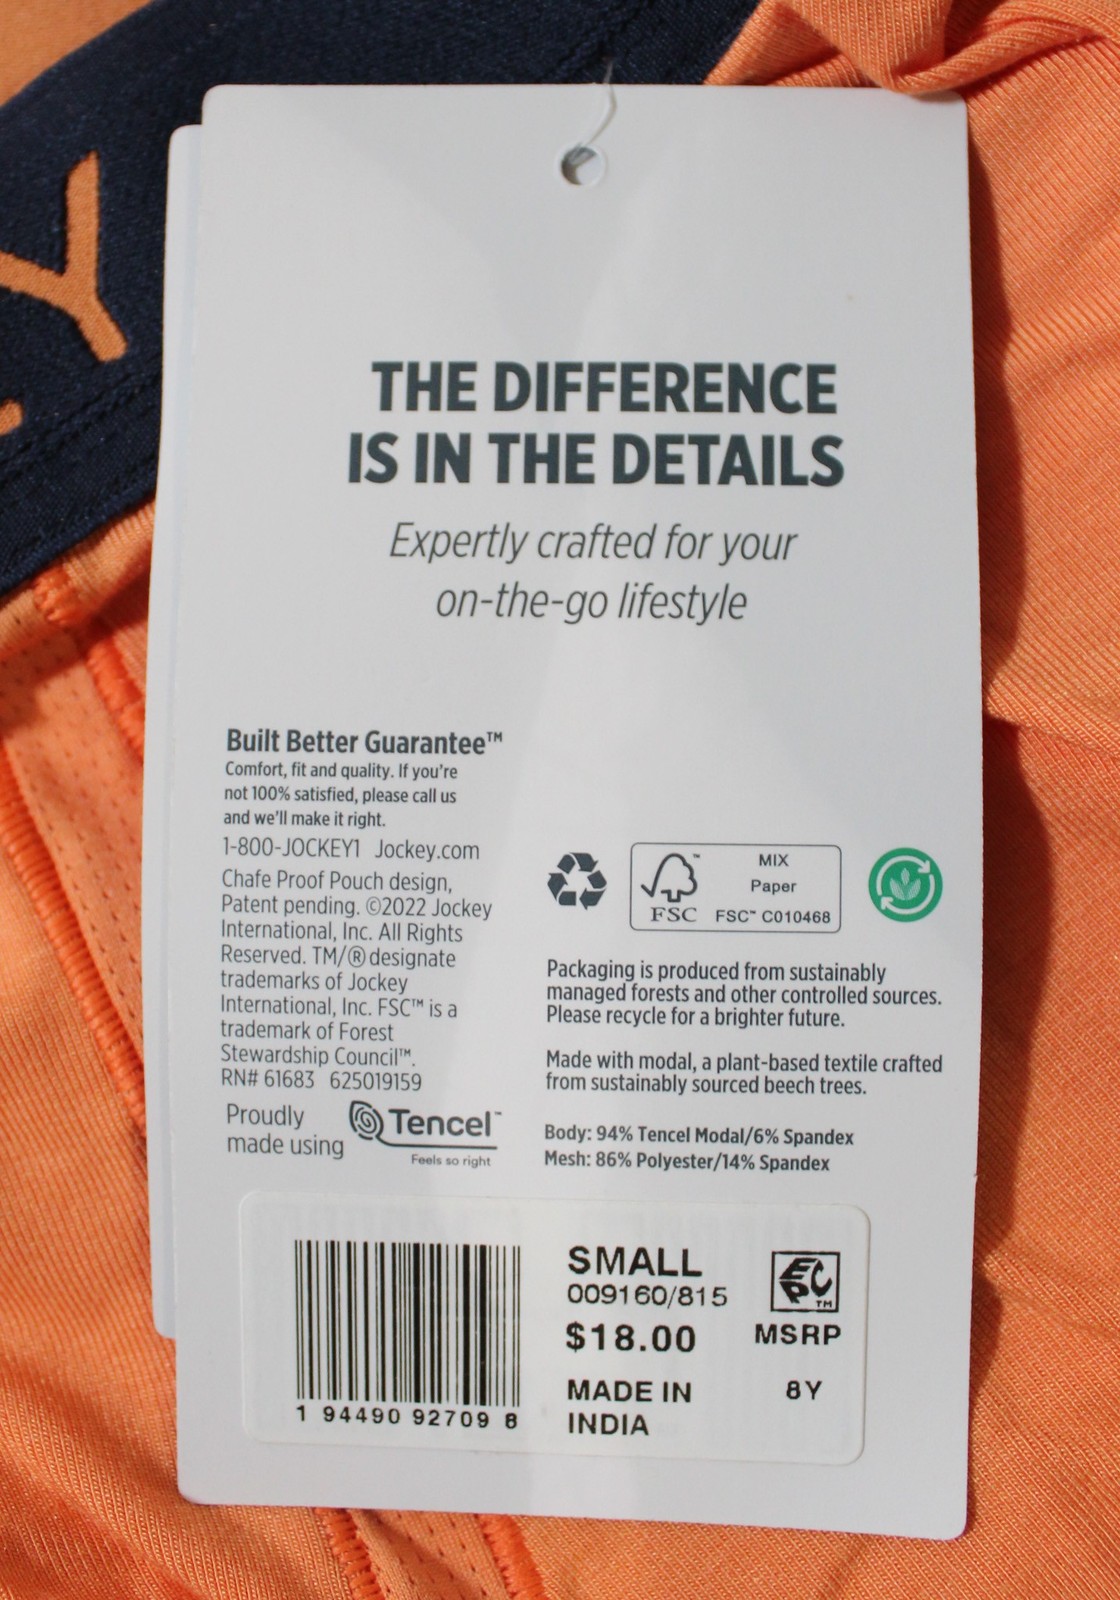 Y
THE DIFFERENCE
IS IN THE DETAILS
Expertly crafted for your
on-the-go lifestyle
Built Better Guarantee™
Comfort, fit and quality. If you're
not 100% satisfied, please call us
and we'll make it right.
1-800-JOCKEY1 Jockey.com
Chafe Proof Pouch design,
Patent pending. ©2022 Jockey
International, Inc. All Rights
Reserved. TM/® designate
trademarks of Jockey
International, Inc. FSC™ is a
trademark of Forest
Stewardship Council™.
RN# 61683 625019159
Proudly
made using
Tencel™
Feels so right
™
FSC
MIX
Paper
FSC™ C010468
Packaging is produced from sustainably
managed forests and other controlled sources.
Please recycle for a brighter future.
Made with modal, a plant-based textile crafted
from sustainably sourced beech trees.
Body: 94% Tencel Modal/6% Spandex
Mesh: 86% Polyester/14% Spandex
1 94490 92709 8
SMALL
009160/815
$18.00
MADE IN
INDIA
EPC™
MSRP
8Y